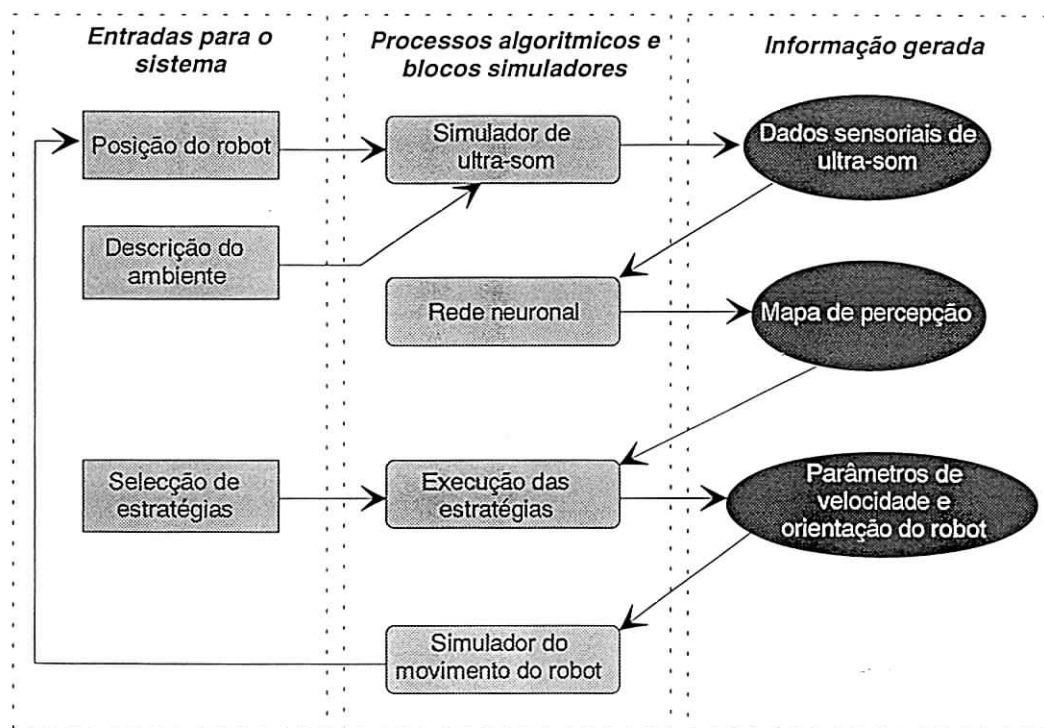 Entradas para o
sistema
Processos algoritmicos e
blocos simuladores
Informação gerada
Posição do robot
Simulador de
ultra-som
Dados sensoriais de
ultra-som
Descrição do
ambiente
Rede neuronal
Mapa de percepção
Selecção de
estratégias
Execução das
estratégias
Parâmetros de
velocidade e
orientação do robot
Simulador do
movimento do robot